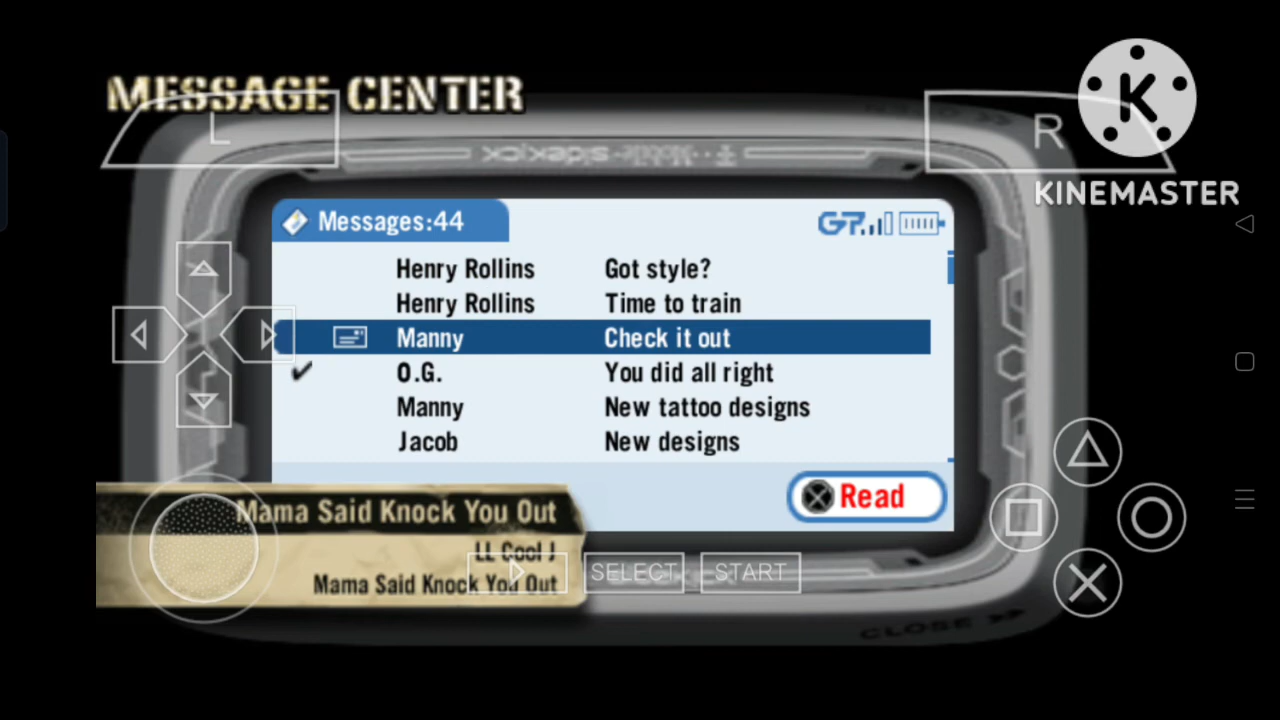 MESSAGE CENTER
L
R
K
KINEMASTER
Messages:44
GP
Henry Rollins Got style?
Henry Rollins Time to train
Manny Check it out
O.G. You did all right
Manny New tattoo designs
Jacob New designs
Read
Mama Said Knock You Out
LL Cool J
Mama Said Knock You Out
SELECT
START
CLOSE >>